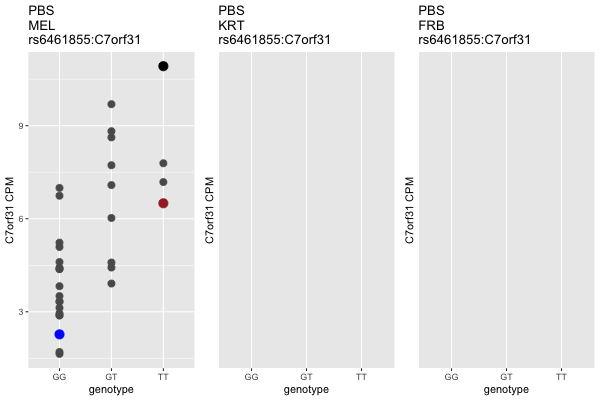 PBS
MEL
rs6461855:C7orf31
PBS
KRT
rs6461855:C7orf31
PBS
FRB
rs6461855:C7orf31
C7orf31 CPM
9
6
3
GG GT TT
genotype
C7orf31 CPM
GG GT TT
genotype
C7orf31 CPM
GG GT TT
genotype